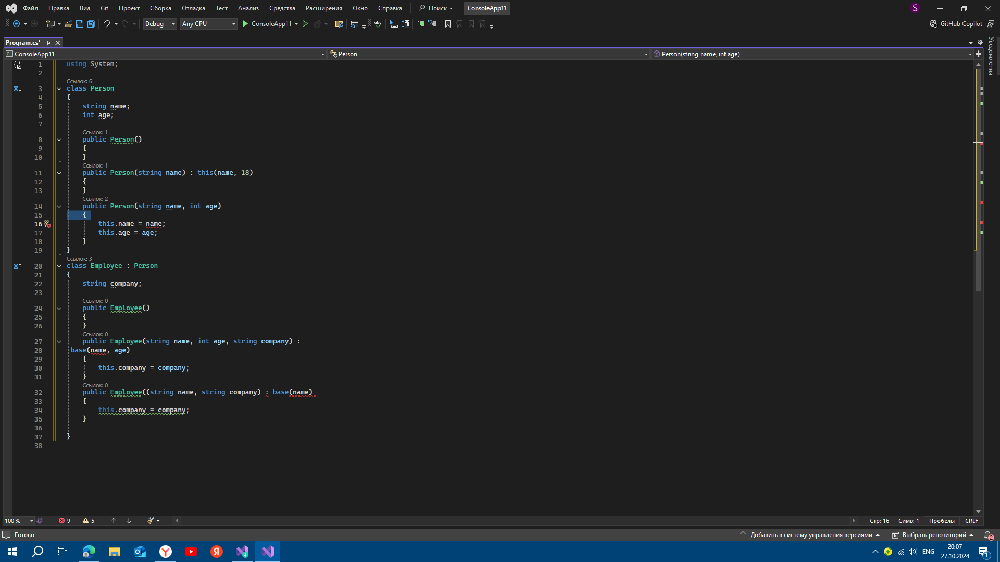 Файл Правка Вид Git Проект Сборка Отладка Тест Анализ Средства Расширения Окно Справка Поиск ConsoleApp11 S
Debug Any CPU ConsoleApp11 abc GitHub Copilot
Program.cs*
Уведомления
C# ConsoleApp11 Person Person(string name, int age)
1 using System;
2
Ссылок: 6
3 class Person
4 {
5 string name;
6 int age;
7
Ссылок: 1
8 public Person()
9 {
10 }
Ссылок: 1
11 public Person(string name) : this(name, 18)
12 {
13 }
Ссылок: 2
14 public Person(string name, int age)
15 {
16 this.name = name;
17 this.age = age;
18 }
19 }
Ссылок: 3
20 class Employee : Person
21 {
22 string company;
23
Ссылок: 0
24 public Employee()
25 {
26 }
Ссылок: 0
27 public Employee(string name, int age, string company) :
28 base(name, age)
29 {
30 this.company = company;
31 }
Ссылок: 0
32 public Employee((string name, string company) : base(name)
33 {
34 this.company = company;
35 }
36
37 }
38
100 % 9 5 Стр: 16 Симв: 1 Пробелы CRLF
Готово Добавить в систему управления версиями Выбрать репозиторий 2
ENG 20:07
27.10.2024 1